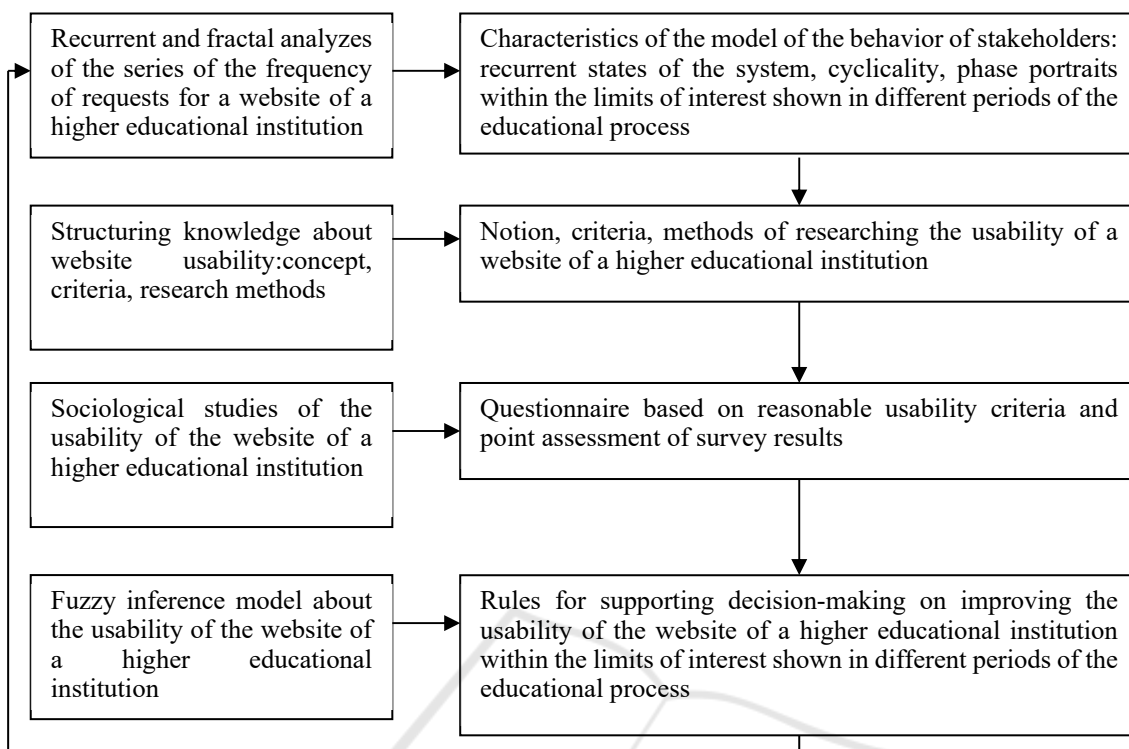 Recurrent and fractal analyzes
of the series of the frequency
of requests for a website of a
higher educational institution
Characteristics of the model of the behavior of stakeholders:
recurrent states of the system, cyclicality, phase portraits
within the limits of interest shown in different periods of the
educational process
Structuring knowledge about
website usability:concept,
criteria, research methods
Notion, criteria, methods of researching the usability of a
website of a higher educational institution
Sociological studies of the
usability of the website of a
higher educational institution
Questionnaire based on reasonable usability criteria and
point assessment of survey results
Fuzzy inference model about
the usability of the website of
a higher educational
institution
Rules for supporting decision-making on improving the
usability of the website of a higher educational institution
within the limits of interest shown in different periods of the
educational process